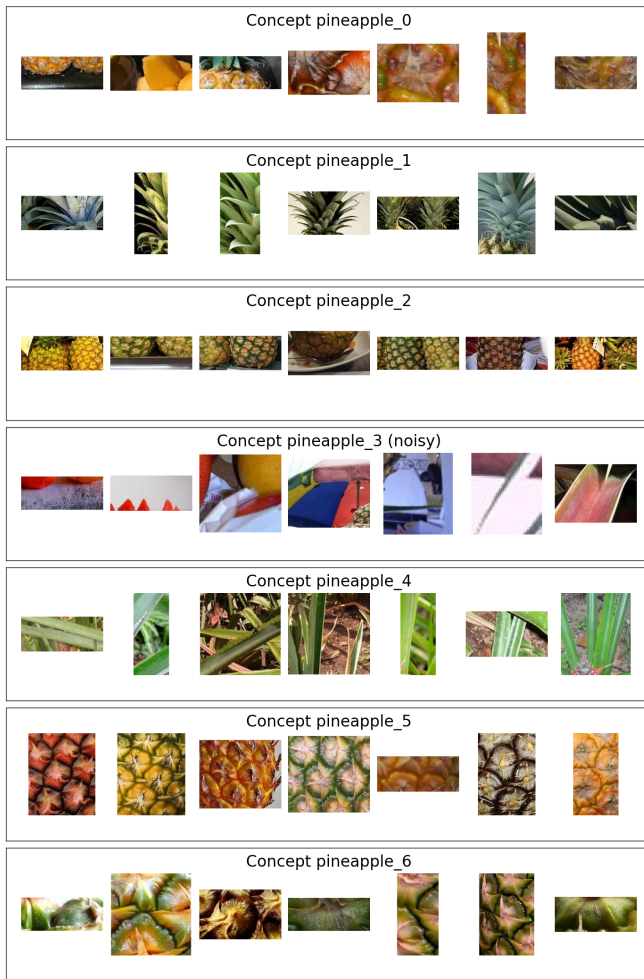 Concept pineapple_0
Concept pineapple_1
Concept pineapple_2
Concept pineapple_3 (noisy)
Concept pineapple_4
Concept pineapple_5
Concept pineapple_6